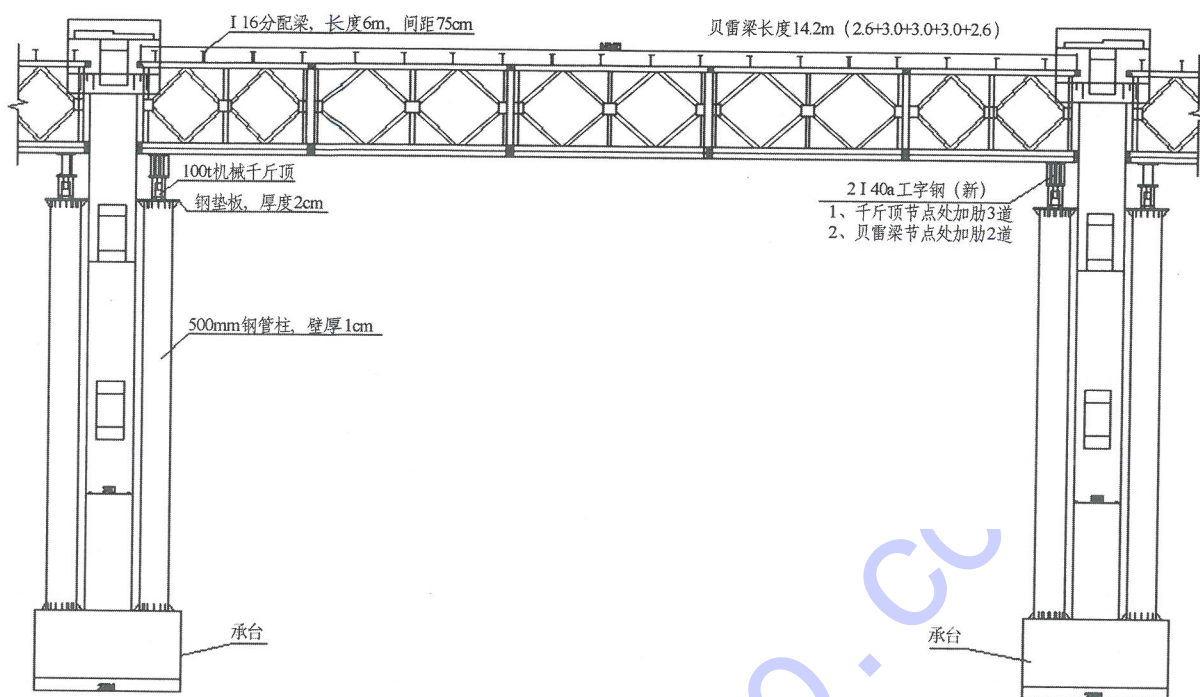 I 16分配梁，长度6m，间距75cm
贝雷梁长度14.2m（2.6+3.0+3.0+3.0+2.6）
100t机械千斤顶
钢垫板，厚度2cm
2 I 40a工字钢（新）
1、千斤顶节点处加肋3道
2、贝雷梁节点处加肋2道
500mm钢管柱，壁厚1cm
承台
承台